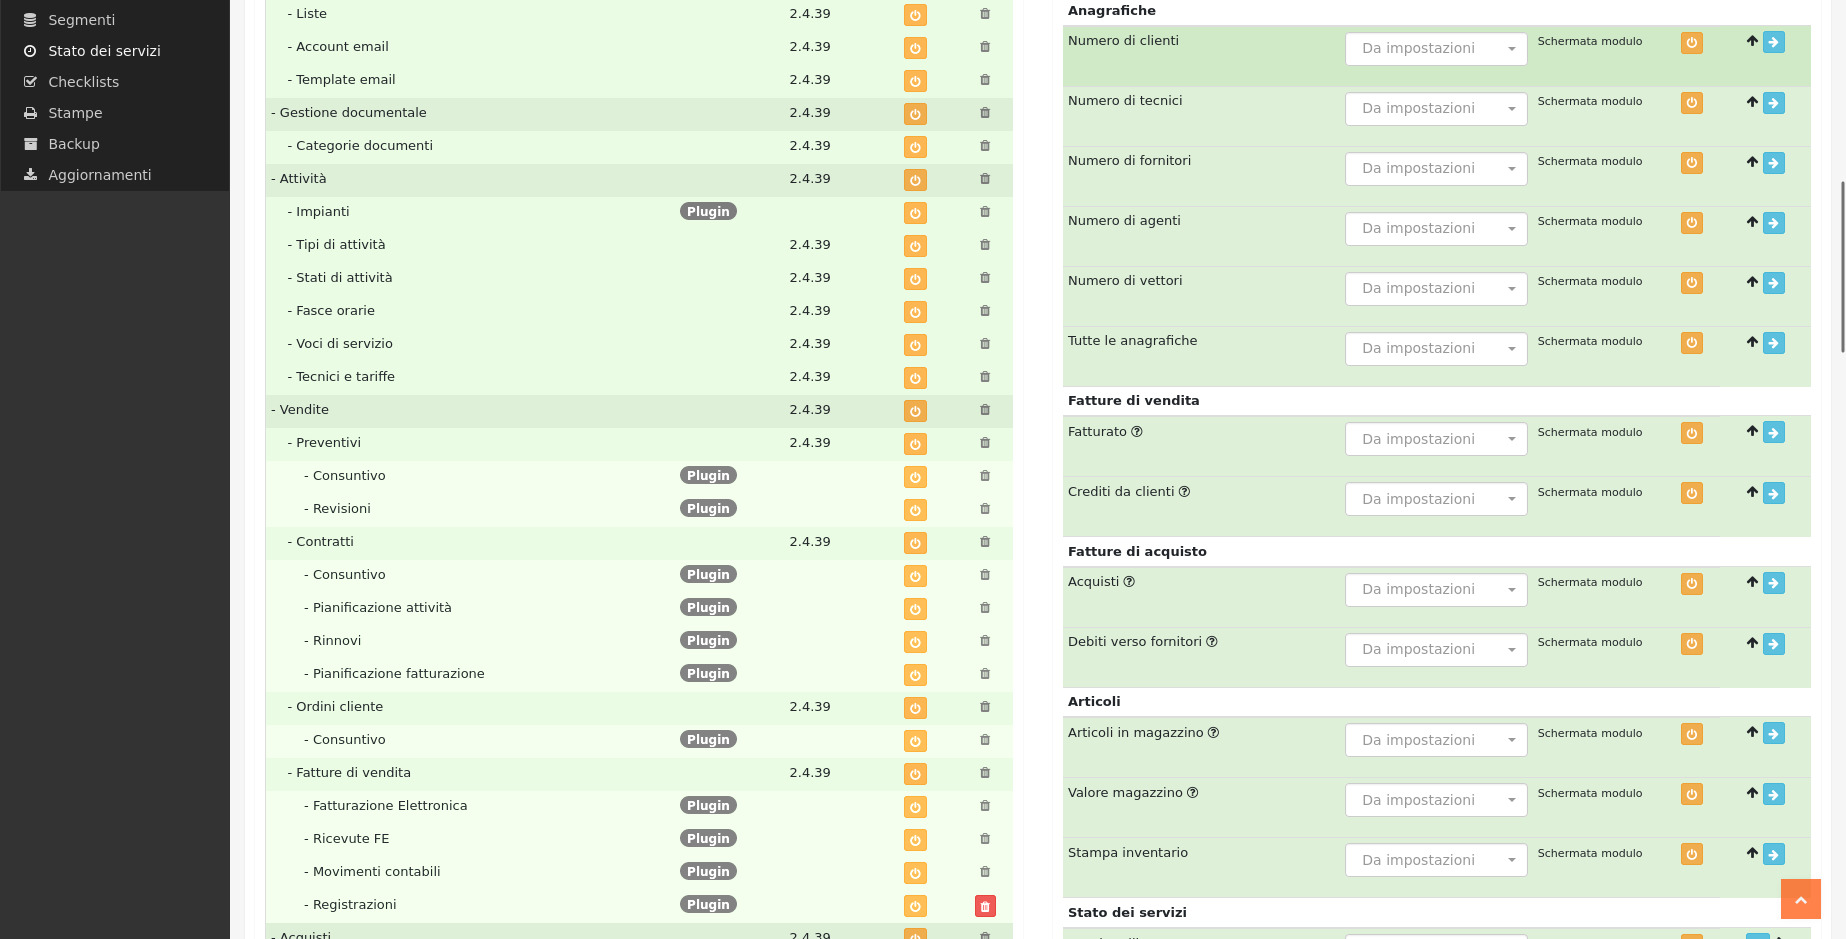 Segmenti
Stato dei servizi
Checklists
Stampe
Backup
Aggiornamenti
- Liste 2.4.39
- Account email 2.4.39
- Template email 2.4.39
- Gestione documentale 2.4.39
- Categorie documenti 2.4.39
- Attività 2.4.39
- Impianti Plugin
- Tipi di attività 2.4.39
- Stati di attività 2.4.39
- Fasce orarie 2.4.39
- Voci di servizio 2.4.39
- Tecnici e tariffe 2.4.39
- Vendite 2.4.39
- Preventivi 2.4.39
- Consuntivo Plugin
- Revisioni Plugin
- Contratti 2.4.39
- Consuntivo Plugin
- Pianificazione attività Plugin
- Rinnovi Plugin
- Pianificazione fatturazione Plugin
- Ordini cliente 2.4.39
- Consuntivo Plugin
- Fatture di vendita 2.4.39
- Fatturazione Elettronica Plugin
- Ricevute FE Plugin
- Movimenti contabili Plugin
- Registrazioni Plugin
- Acquisti 2.4.39
Anagrafiche
Numero di clienti Da impostazioni Schermata modulo
Numero di tecnici Da impostazioni Schermata modulo
Numero di fornitori Da impostazioni Schermata modulo
Numero di agenti Da impostazioni Schermata modulo
Numero di vettori Da impostazioni Schermata modulo
Tutte le anagrafiche Da impostazioni Schermata modulo
Fatture di vendita
Fatturato Da impostazioni Schermata modulo
Crediti da clienti Da impostazioni Schermata modulo
Fatture di acquisto
Acquisti Da impostazioni Schermata modulo
Debiti verso fornitori Da impostazioni Schermata modulo
Articoli
Articoli in magazzino Da impostazioni Schermata modulo
Valore magazzino Da impostazioni Schermata modulo
Stampa inventario Da impostazioni Schermata modulo
Stato dei servizi